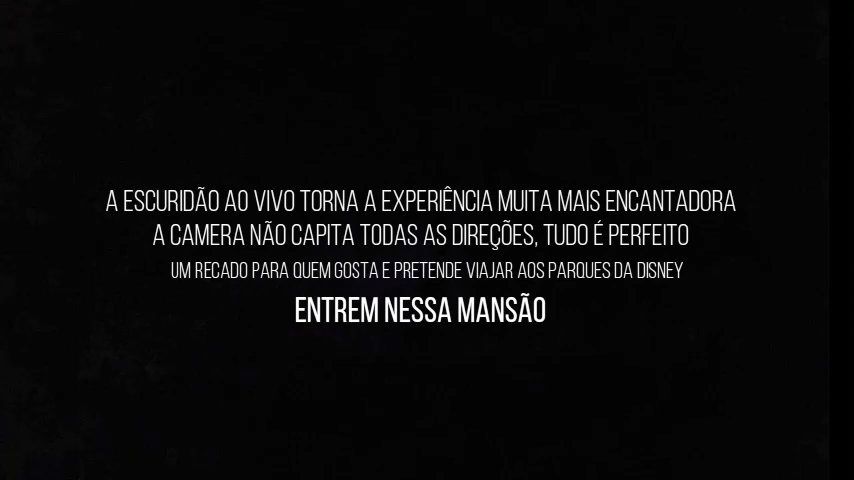 A ESCURIDÃO AO VIVO TORNA A EXPERIÊNCIA MUITA MAIS ENCANTADORA
A CAMERA NÃO CAPITA TODAS AS DIREÇÕES, TUDO É PERFEITO
UM RECADO PARA QUEM GOSTA E PRETENDE VIAJAR AOS PARQUES DA DISNEY
ENTREM NESSA MANSÃO